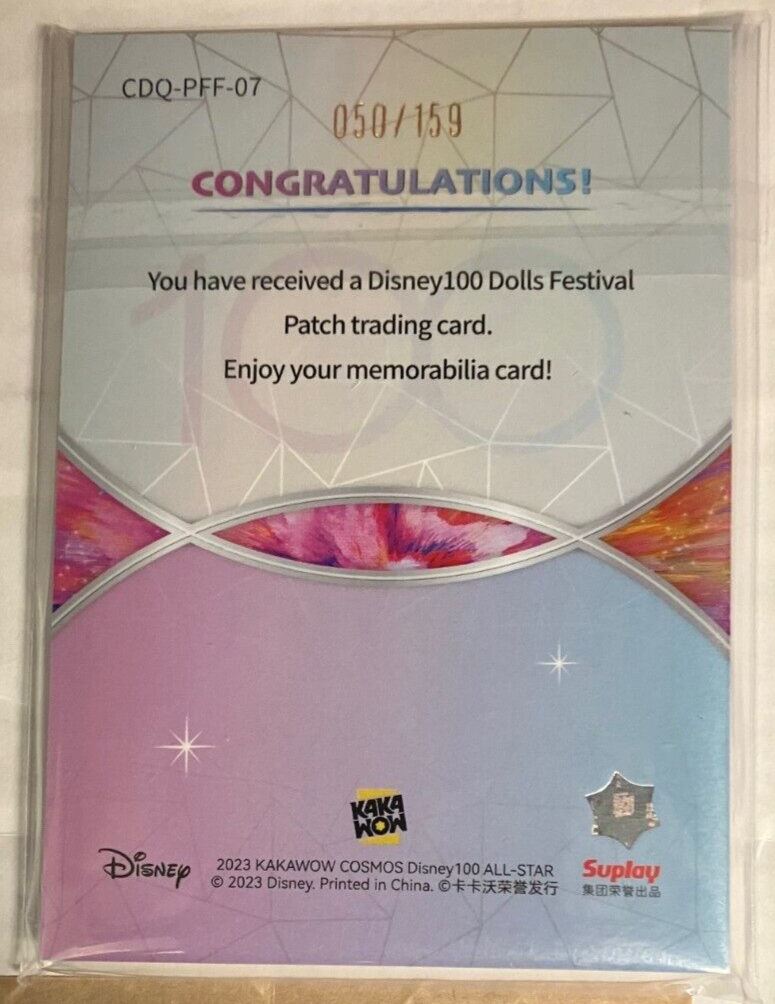 CDQ-PFF-07
050/159
CONGRATULATIONS!
100
You have received a Disney100 Dolls Festival
Patch trading card.
Enjoy your memorabilia card!
KAKA
WOW
Disney
2023 KAKAWOW COSMOS Disney100 ALL-STAR
© 2023 Disney. Printed in China. ©卡卡沃荣誉发行
Suplay
集团荣誉出品